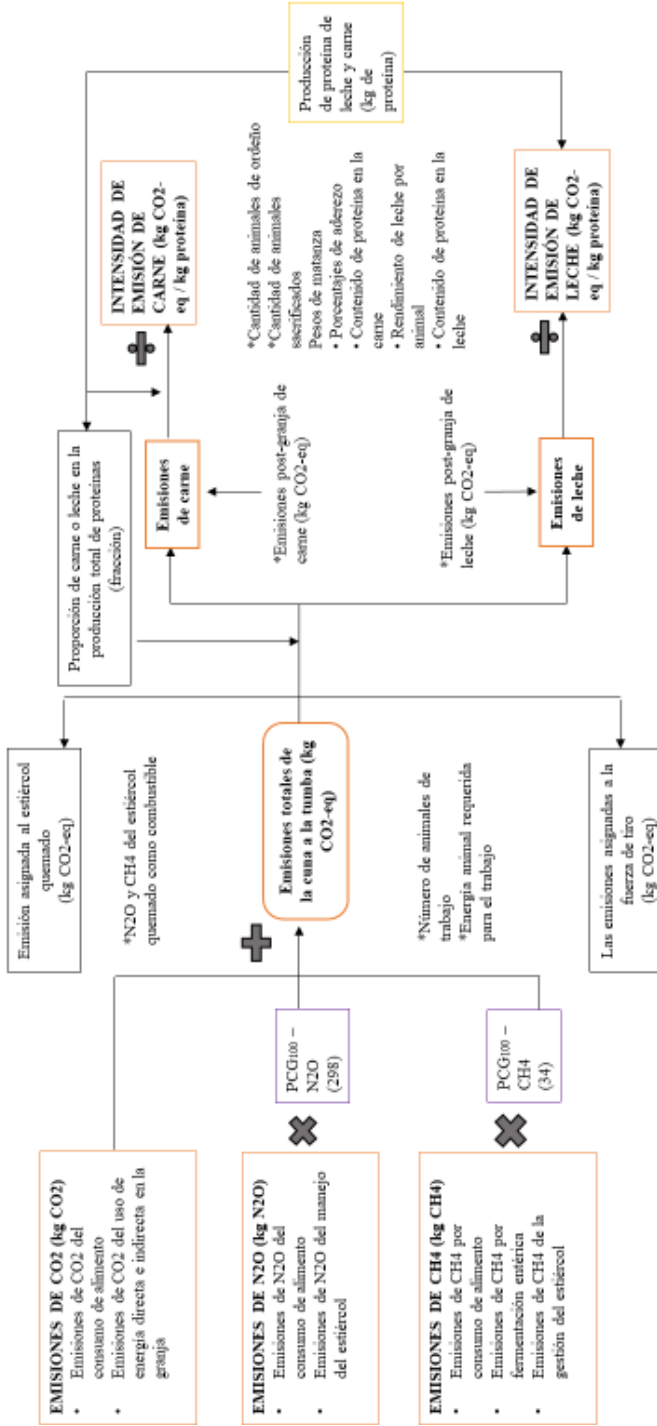 EMISIONES DE CO2 (kg CO2)
• Emisiones de CO2 del
consumo de alimento
• Emisiones de CO2 del uso de
energía directa e indirecta en la
granja
EMISIONES DE N2O (kg N2O)
• Emisiones de N2O del
consumo de alimento
• Emisiones de N2O del manejo
del estiércol
EMISIONES DE CH4 (kg CH4)
• Emisiones de CH4 por
consumo de alimento
• Emisiones de CH4 por
fermentación entérica
• Emisiones de CH4 de la
gestión del estiércol
PCG100 –
N2O
(298)
PCG100 –
CH4
(34)
Emisión asignada al estiércol
quemado
(kg CO2-eq)
*N2O y CH4 del estiércol
quemado como combustible
Emisiones totales de
la cuna a la tumba (kg
CO2-eq)
*Número de animales de
trabajo
*Energía animal requerida
para el trabajo
Las emisiones asignadas a la
fuerza de tiro
(kg CO2-eq)
Proporción de carne o leche en la
producción total de proteínas
(fracción)
Emisiones
de carne
*Emisiones post-granja de
carne (kg CO2-eq)
*Emisiones post-granja de
leche (kg CO2-eq)
Emisiones
de leche
INTENSIDAD DE
EMISIÓN DE
CARNE (kg CO2-
eq / kg proteína)
*Cantidad de animales de ordeño
*Cantidad de animales
sacrificados
Pesos de matanza
• Porcentajes de aderezo
• Contenido de proteína en la
carne
• Rendimiento de leche por
animal
• Contenido de proteína en la
leche
INTENSIDAD DE
EMISIÓN DE
LECHE (kg CO2-
eq / kg proteína)
Producción
de proteína de
leche y carne
(kg de
proteína)